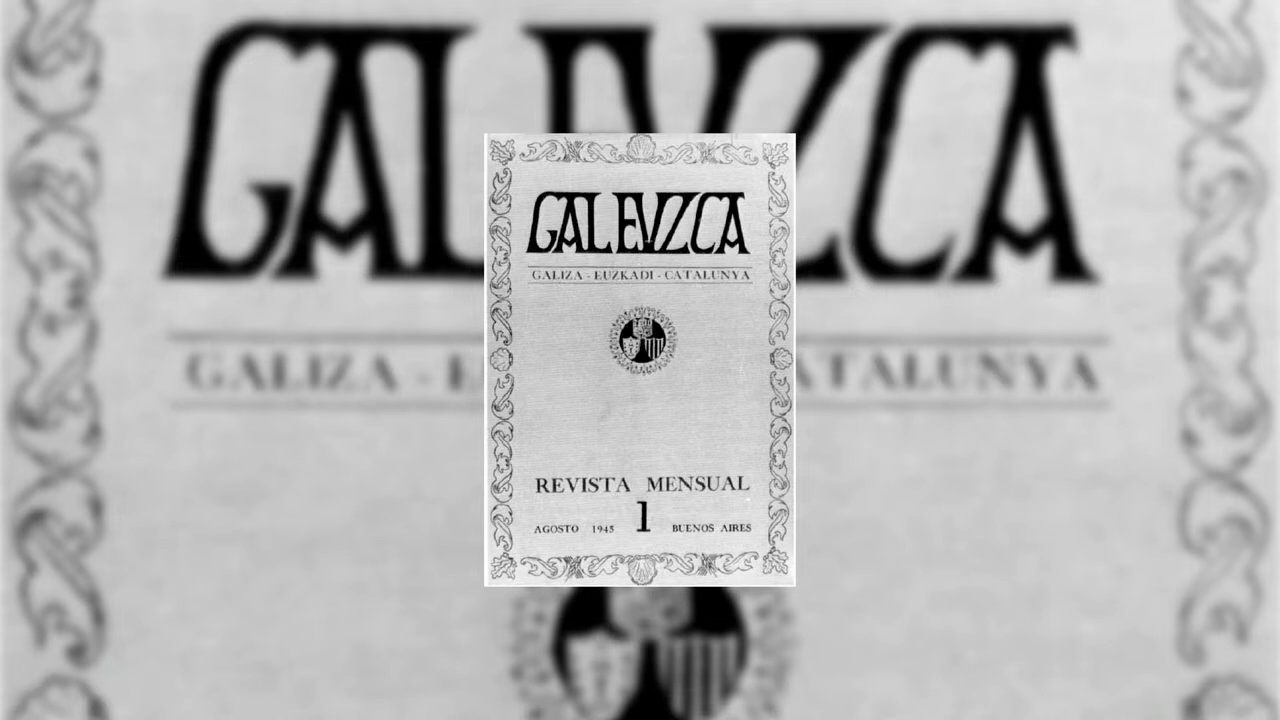 GALEUZCA
GALIZA - EUZKADI - CATALUNYA
REVISTA MENSUAL
1
AGOSTO 1945 BUENOS AIRES